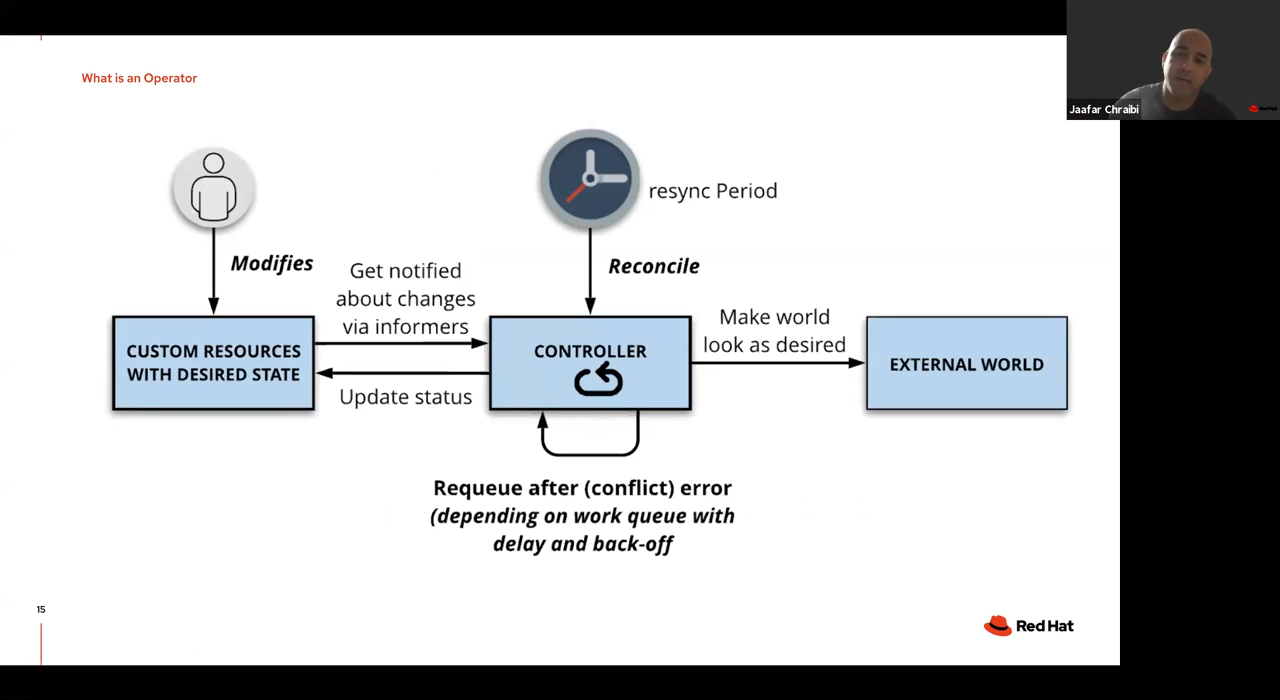 What is an Operator
Jaafar Chraibi
Red Hat
resync Period
Modifies
Reconcile
Get notified
about changes
via informers
Make world
look as desired
CUSTOM RESOURCES
WITH DESIRED STATE
CONTROLLER
EXTERNAL WORLD
Update status
Requeue after (conflict) error
(depending on work queue with
delay and back-off
15
Red Hat